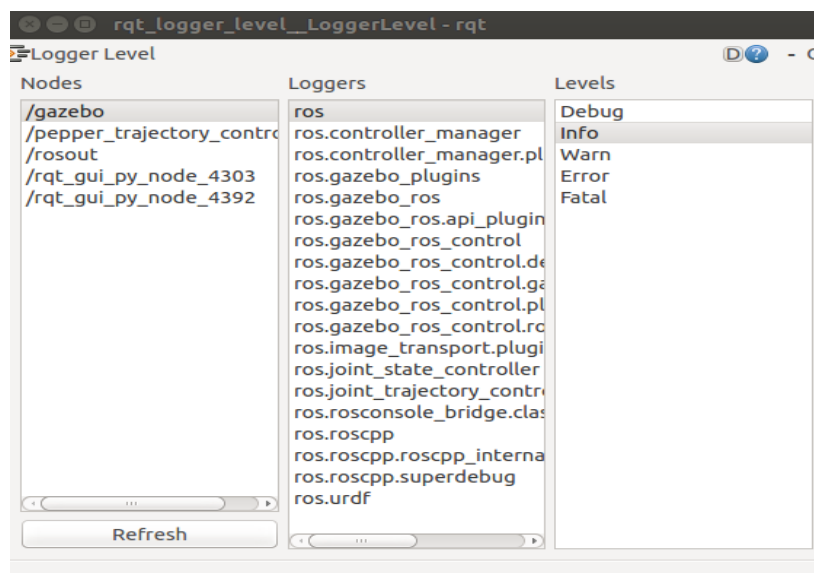 rqt_logger_level__LoggerLevel - rqt
Logger Level
D ? -
Nodes
/gazebo
/pepper_trajectory_contro
/rosout
/rqt_gui_py_node_4303
/rqt_gui_py_node_4392
Refresh
Loggers
ros
ros.controller_manager
ros.controller_manager.pl
ros.gazebo_plugins
ros.gazebo_ros
ros.gazebo_ros.api_plugin
ros.gazebo_ros_control
ros.gazebo_ros_control.de
ros.gazebo_ros_control.ga
ros.gazebo_ros_control.pl
ros.gazebo_ros_control.ro
ros.image_transport.plugi
ros.joint_state_controller
ros.joint_trajectory_contr
ros.rosconsole_bridge.clas
ros.roscpp
ros.roscpp.roscpp_interna
ros.roscpp.superdebug
ros.urdf
Levels
Debug
Info
Warn
Error
Fatal